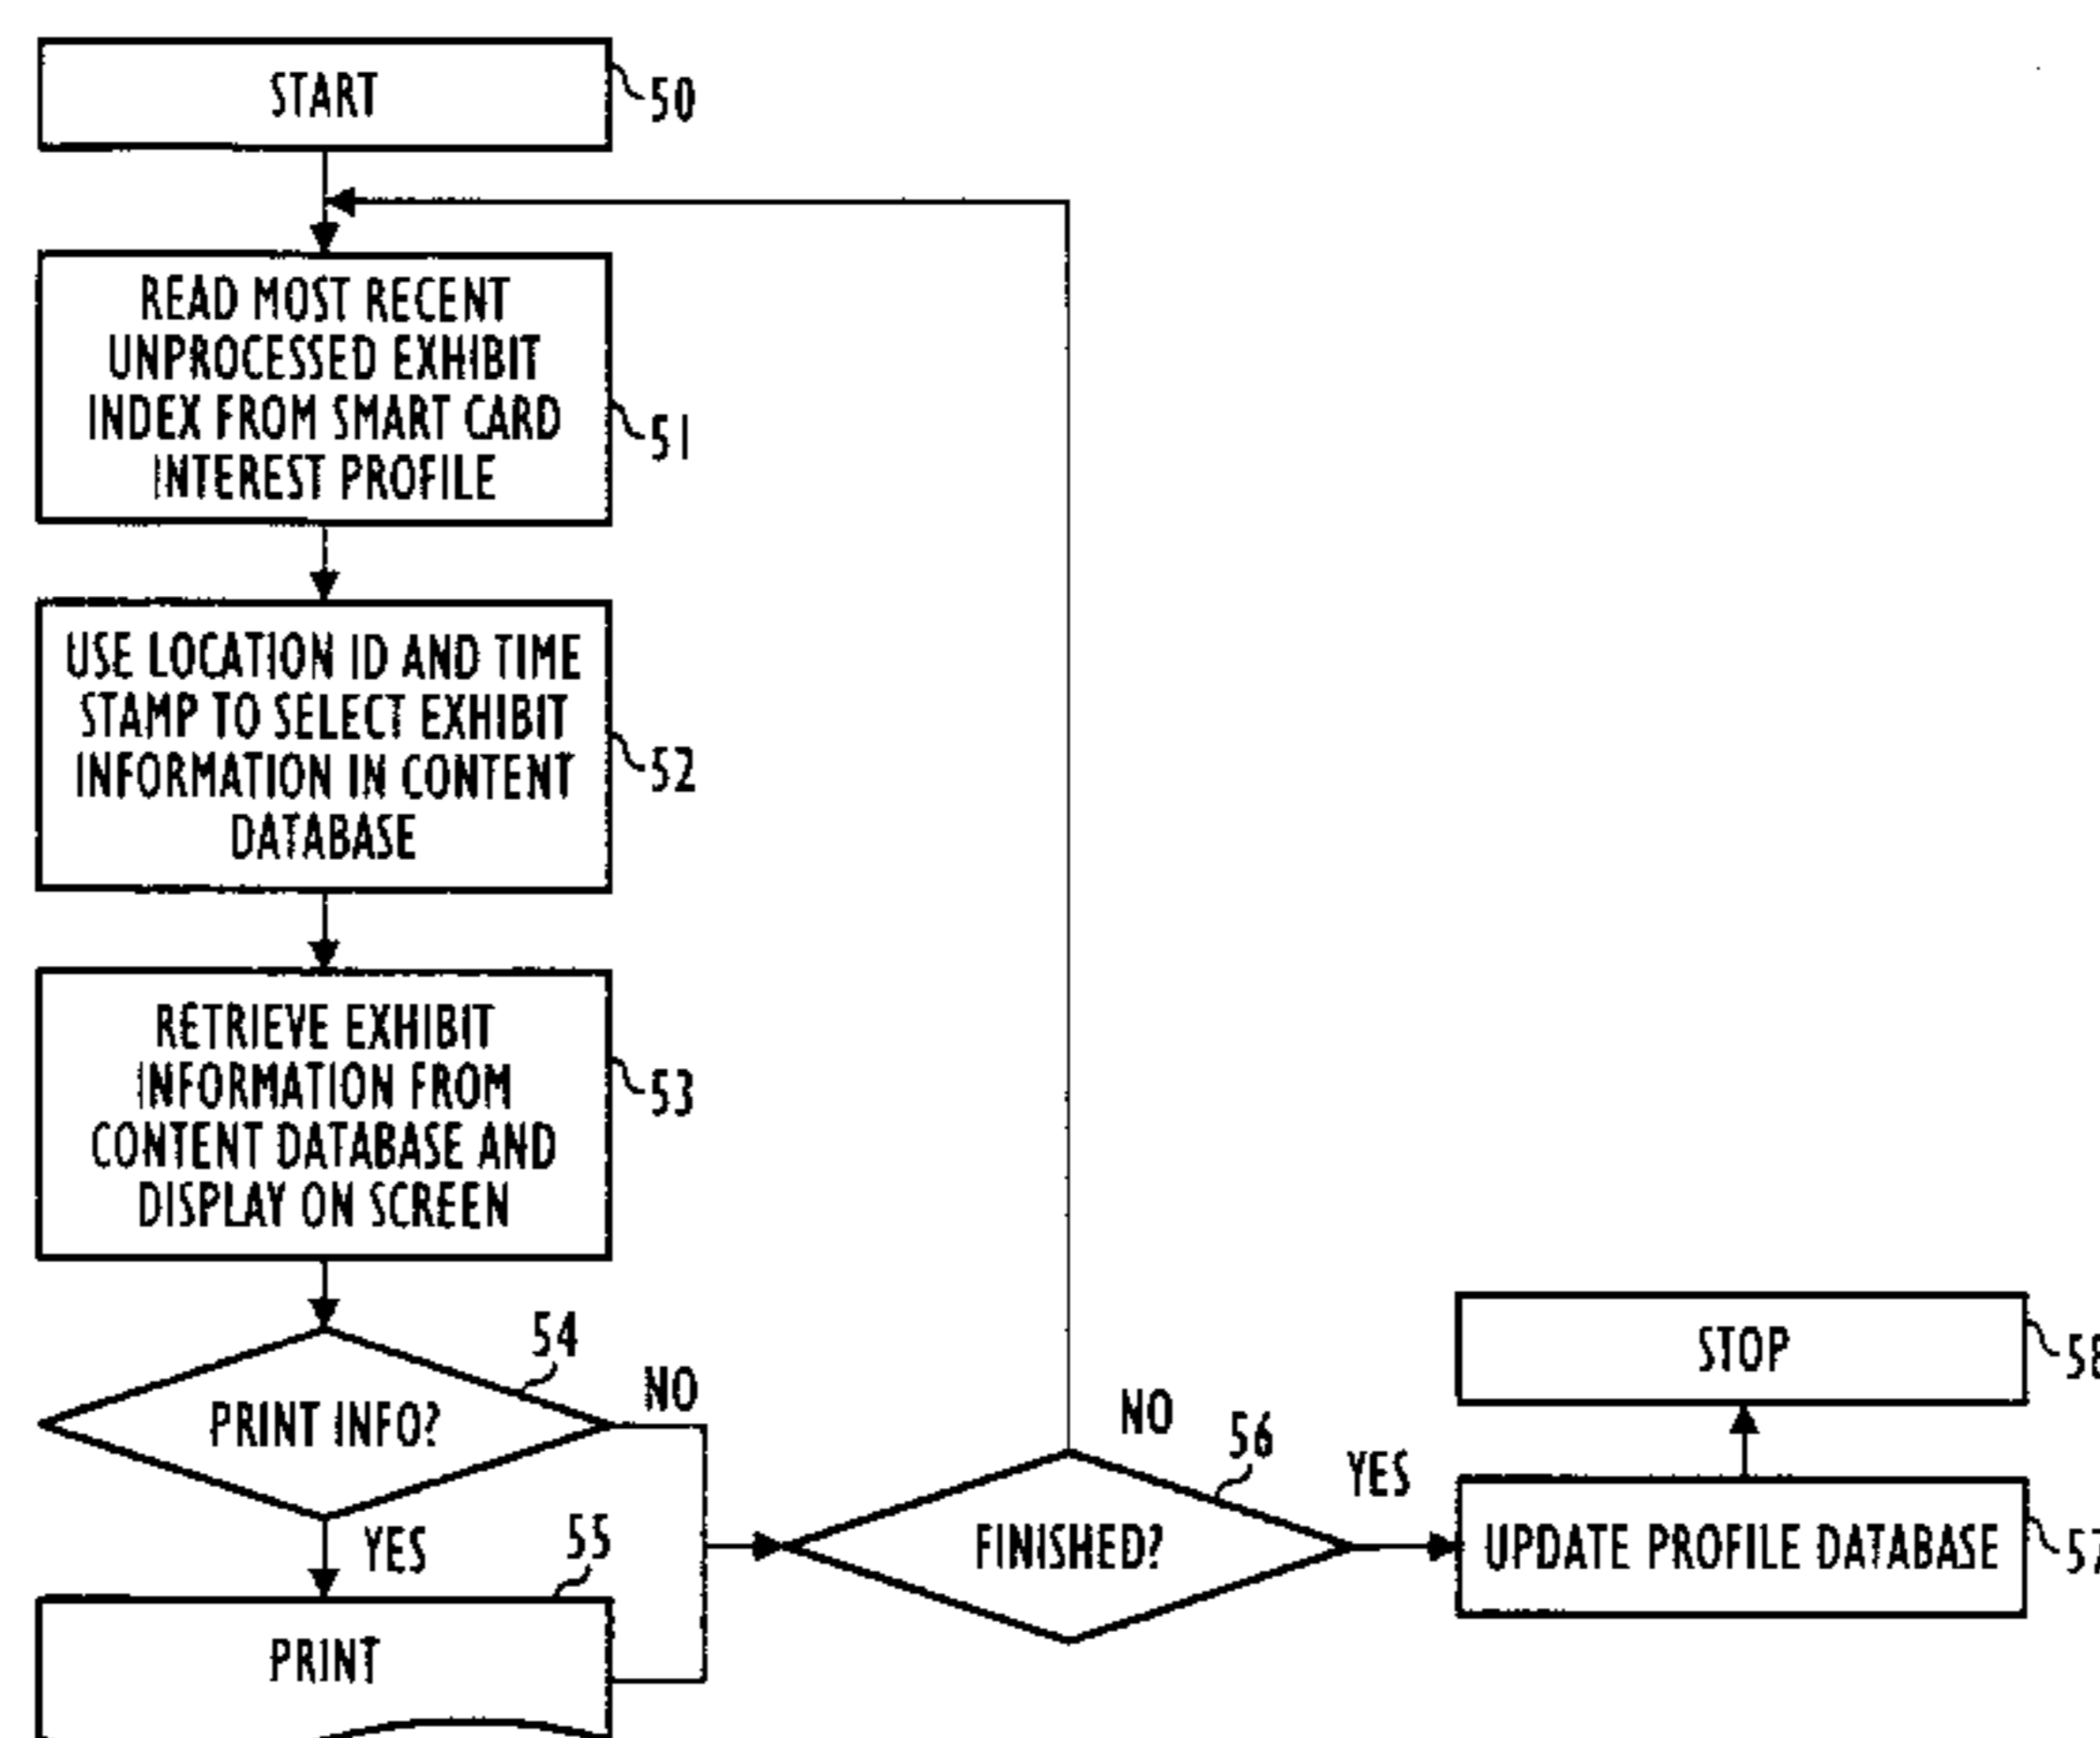 START
50
READ MOST RECENT
UNPROCESSED EXHIBIT
INDEX FROM SMART CARD
INTEREST PROFILE
51
USE LOCATION ID AND TIME
STAMP TO SELECT EXHIBIT
INFORMATION IN CONTENT
DATABASE
52
RETRIEVE EXHIBIT
INFORMATION FROM
CONTENT DATABASE AND
DISPLAY ON SCREEN
53
54
PRINT INFO?
NO
YES
55
PRINT
NO
56
FINISHED?
YES
STOP
58
UPDATE PROFILE DATABASE
57